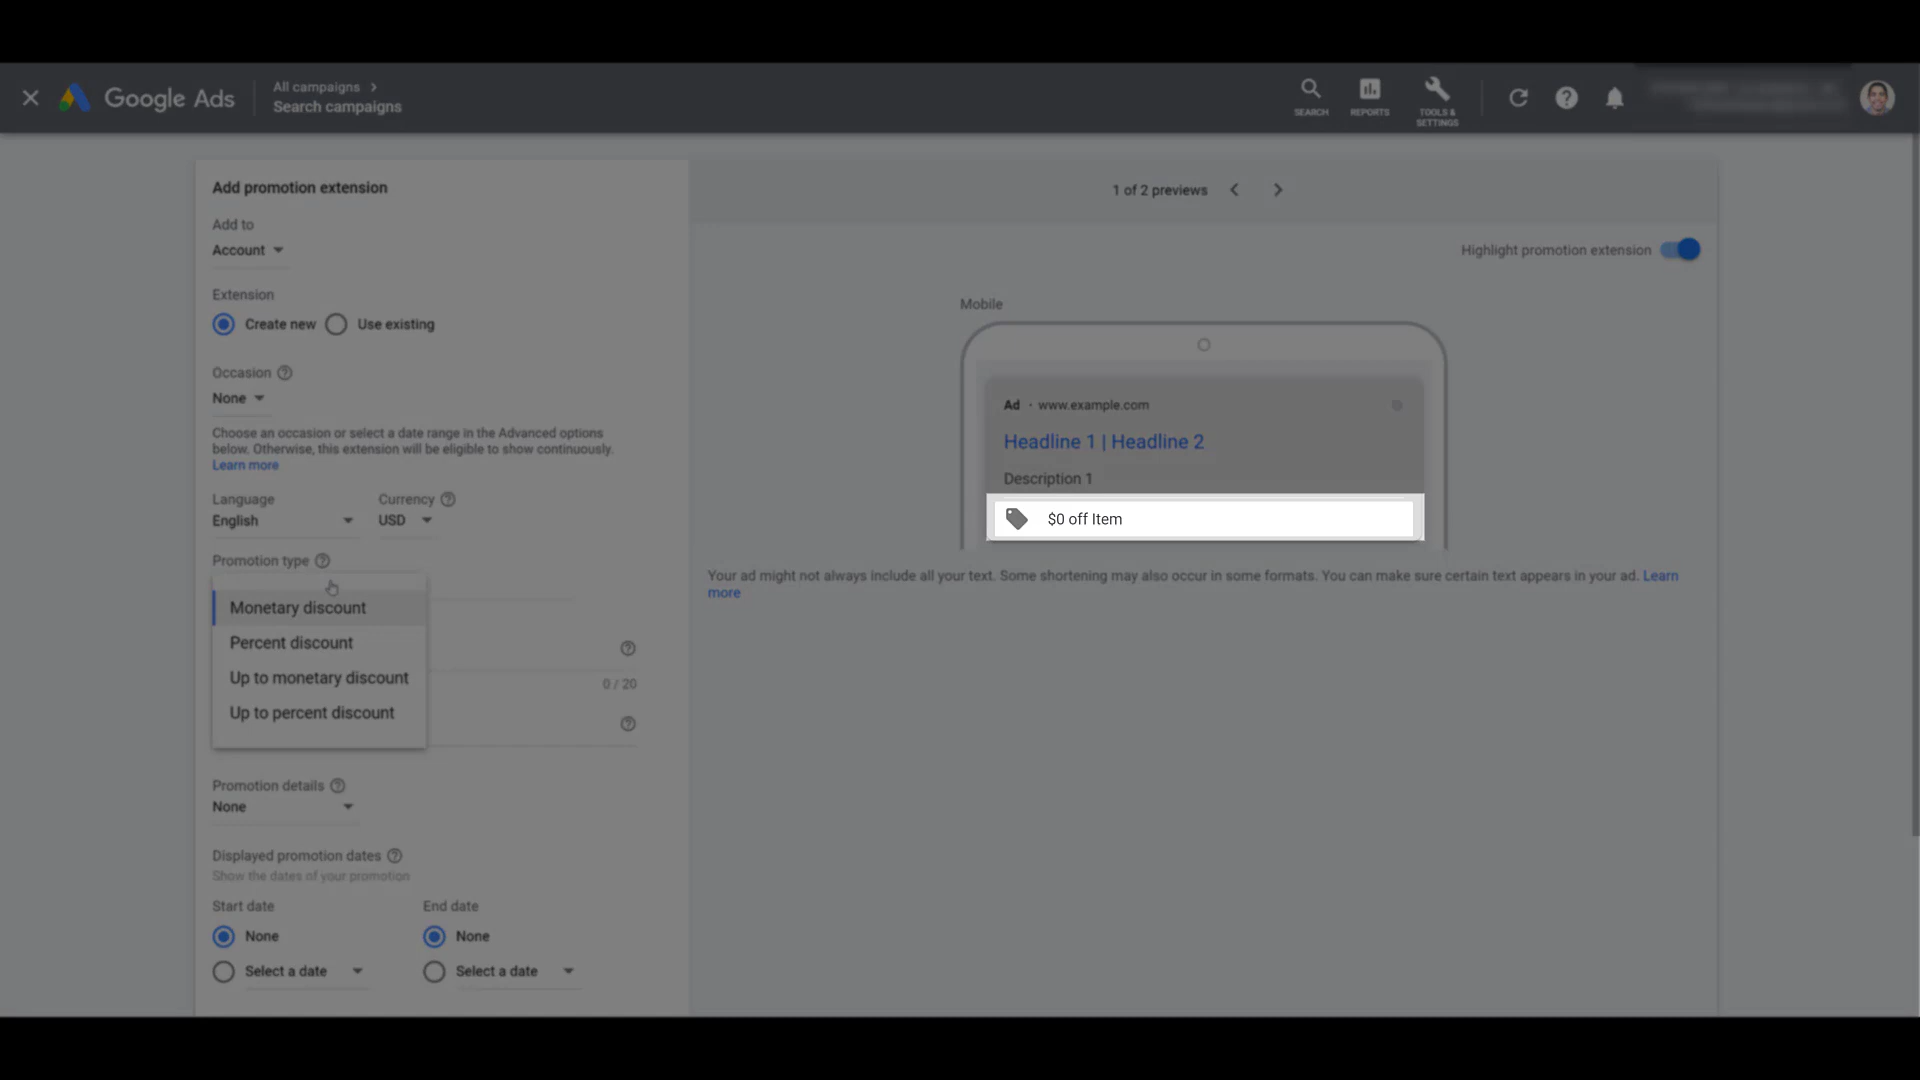 Google Ads
All campaigns
Search campaigns
SEARCH
REPORTS
TOOLS &
SETTINGS
Add promotion extension
Add to
Account
Extension
Create new
Use existing
Occasion
None
Choose an occasion or select a date range in the Advanced options
below. Otherwise, this extension will be eligible to show continuously.
Learn more
Language
Currency
English
USD
Promotion type
Monetary discount
Percent discount
Up to monetary discount
Up to percent discount
0 / 20
Promotion details
None
Displayed promotion dates
Show the dates of your promotion
Start date
End date
None
None
Select a date
Select a date
1 of 2 previews
Highlight promotion extension
Mobile
Ad · www.example.com
Headline 1 | Headline 2
Description 1
$0 off Item
Your ad might not always include all your text. Some shortening may also occur in some formats. You can make sure certain text appears in your ad. Learn
more